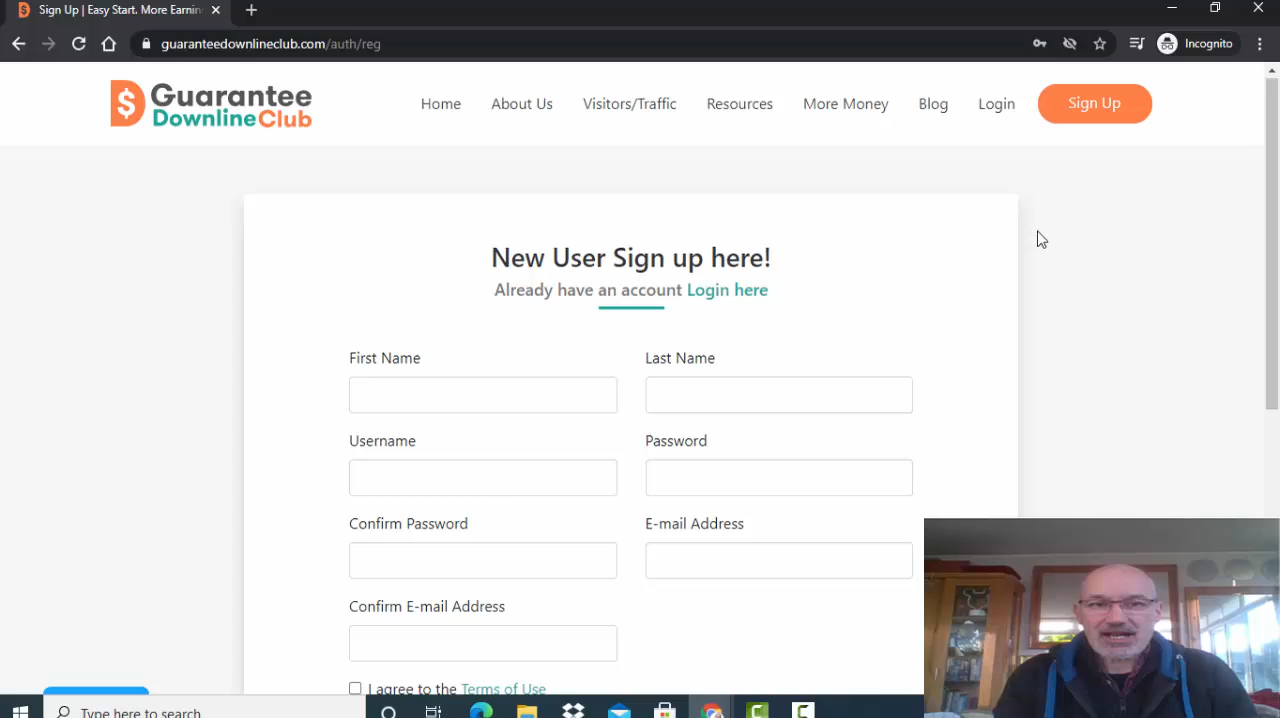 Sign Up | Easy Start. More Earnin
guaranteedownlineclub.com/auth/reg
Incognito
Guarantee
DownlineClub
Home
About Us
Visitors/Traffic
Resources
More Money
Blog
Login
Sign Up
New User Sign up here!
Already have an account Login here
First Name
Last Name
Username
Password
Confirm Password
E-mail Address
Confirm E-mail Address
I agree to the Terms of Use
Type here to search